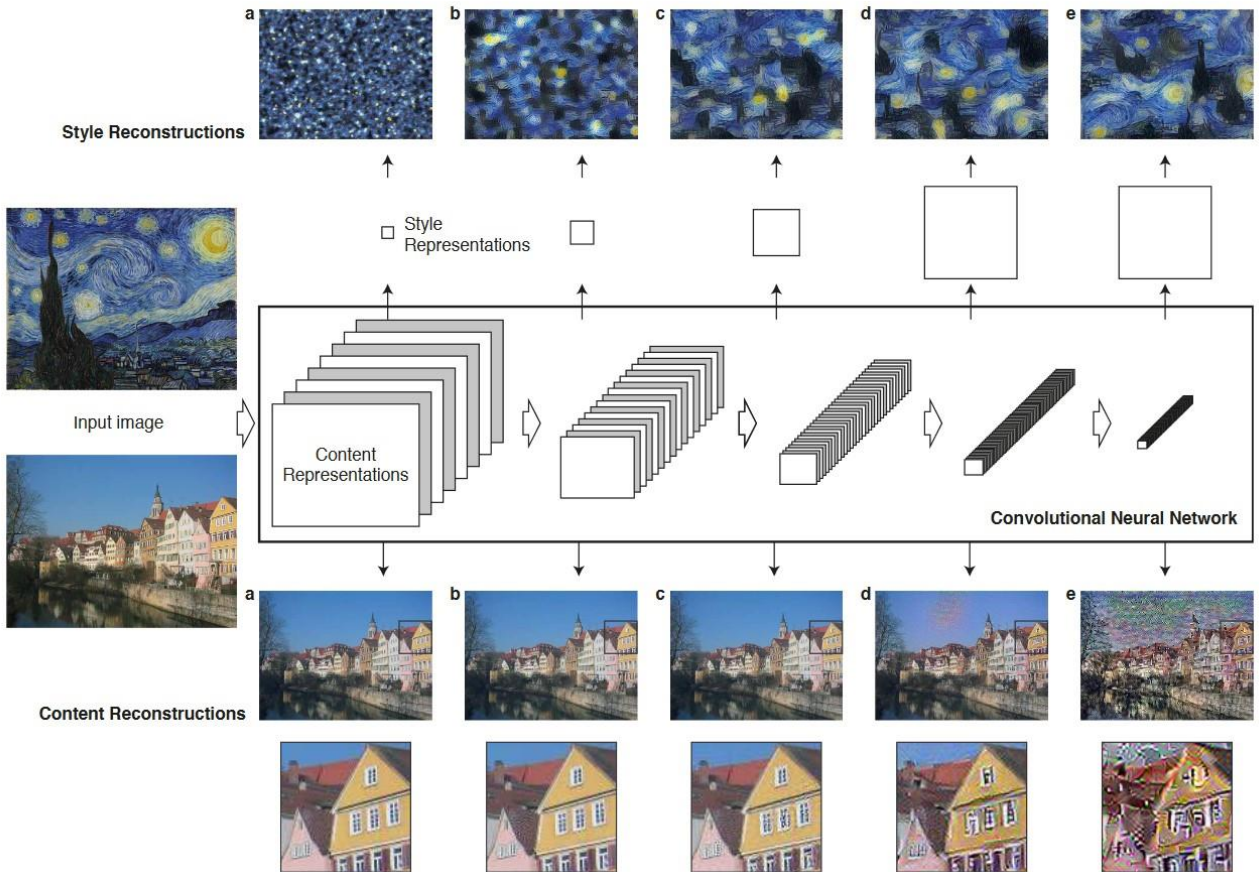 a
b
c
d
e
Style Reconstructions
Style
Representations
Input image
Content
Representations
Convolutional Neural Network
a
b
c
d
e
Content Reconstructions